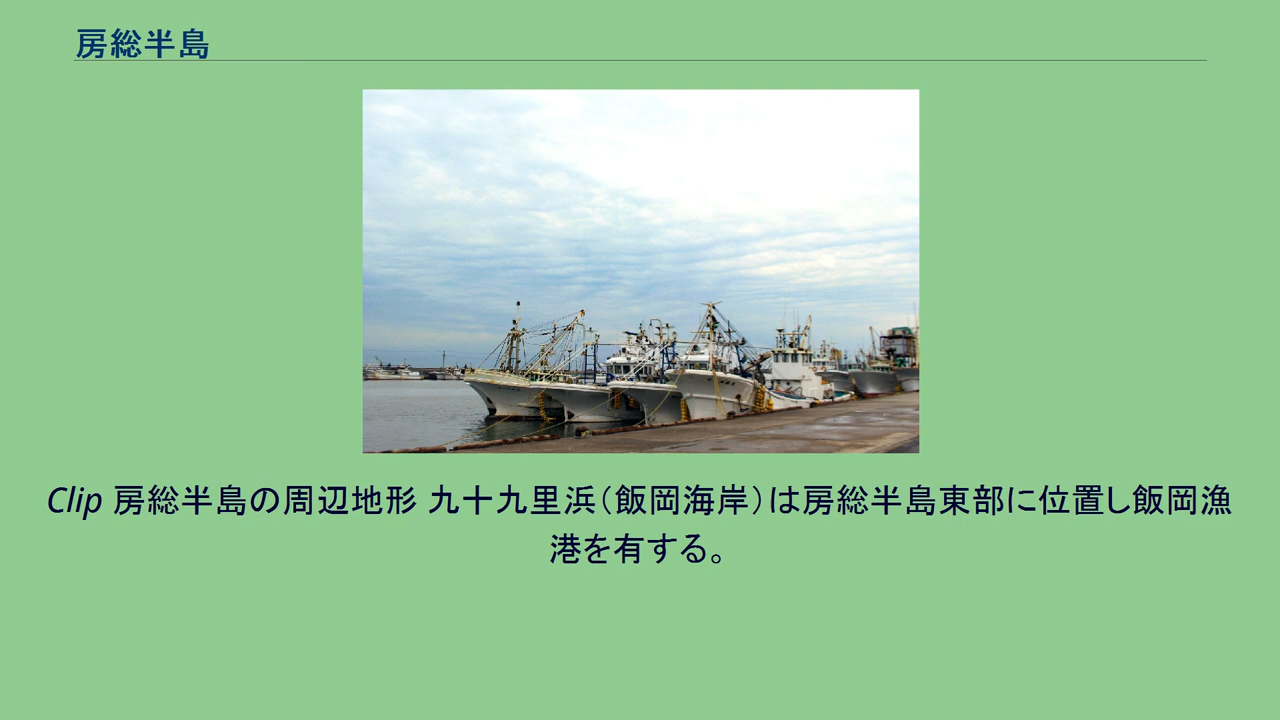 房総半島
Clip 房総半島の周辺地形 九十九里浜（飯岡海岸）は房総半島東部に位置し飯岡漁
港を有する。